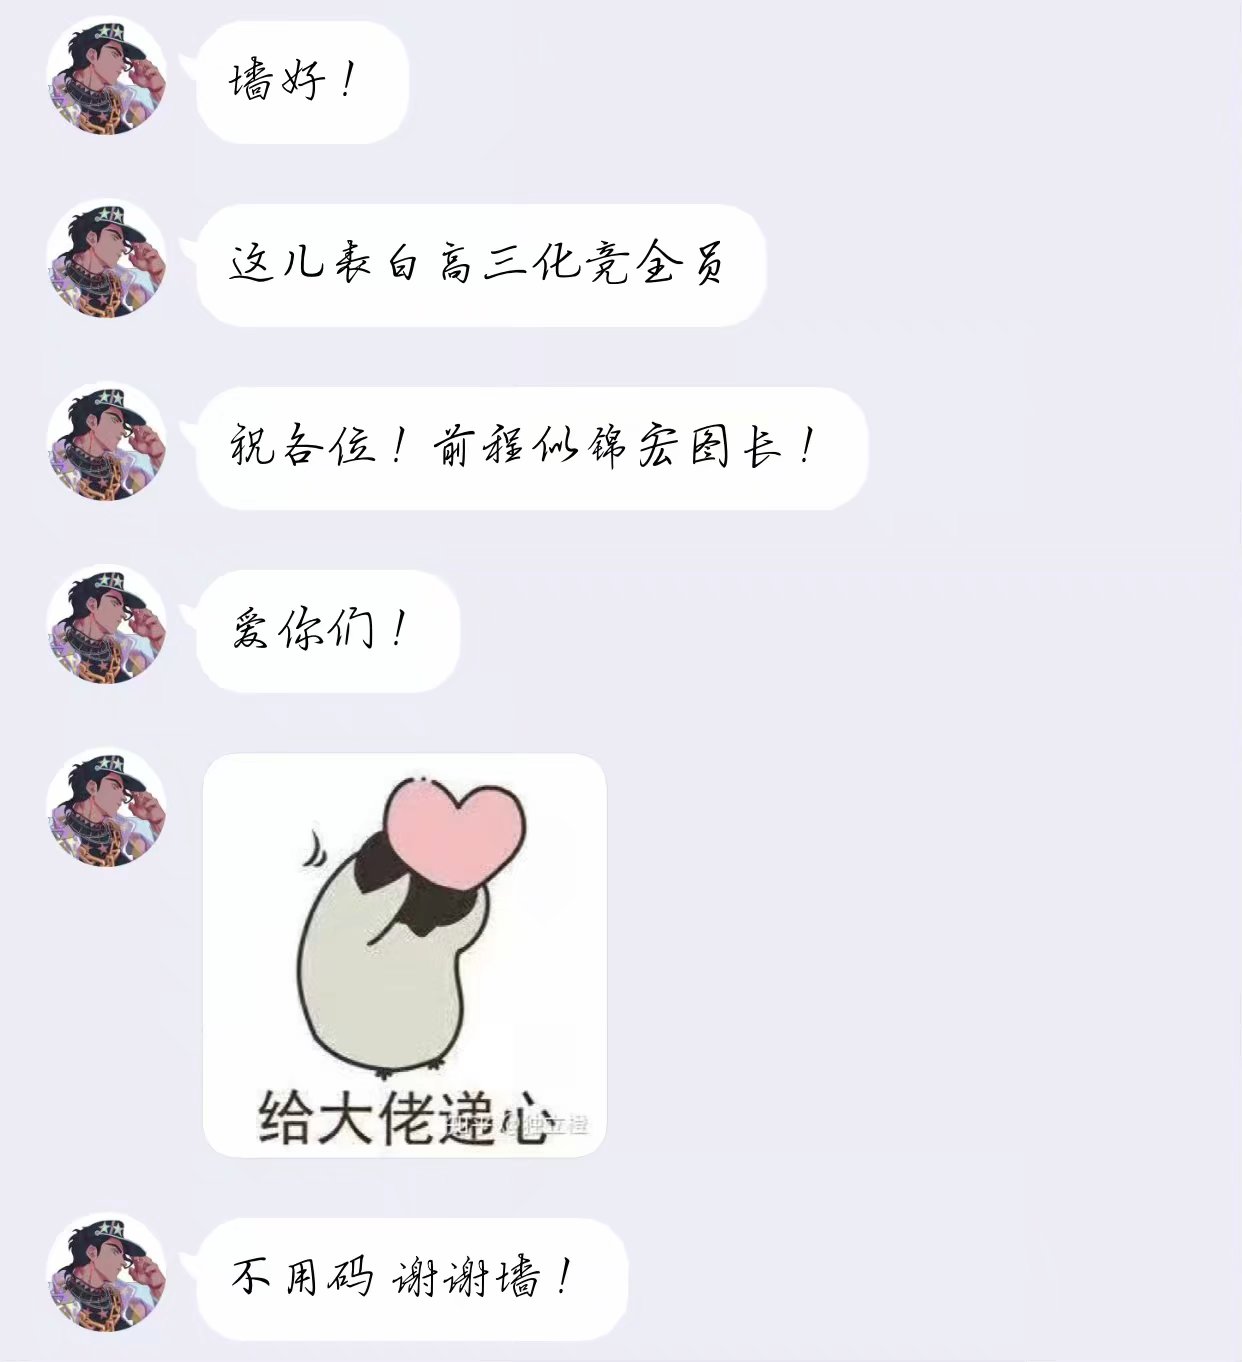 墙好！
这儿表白高三化竞全员
祝各位！前程似锦宏图长！
爱你们！
给大佬递心
知乎 @独立橙
不用码 谢谢墙！